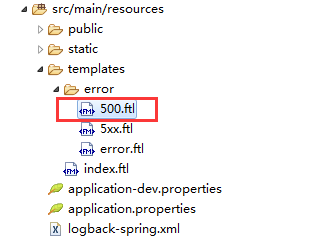 src/main/resources
public
static
templates
error
500.ftl
5xx.ftl
error.ftl
index.ftl
application-dev.properties
application.properties
logback-spring.xml